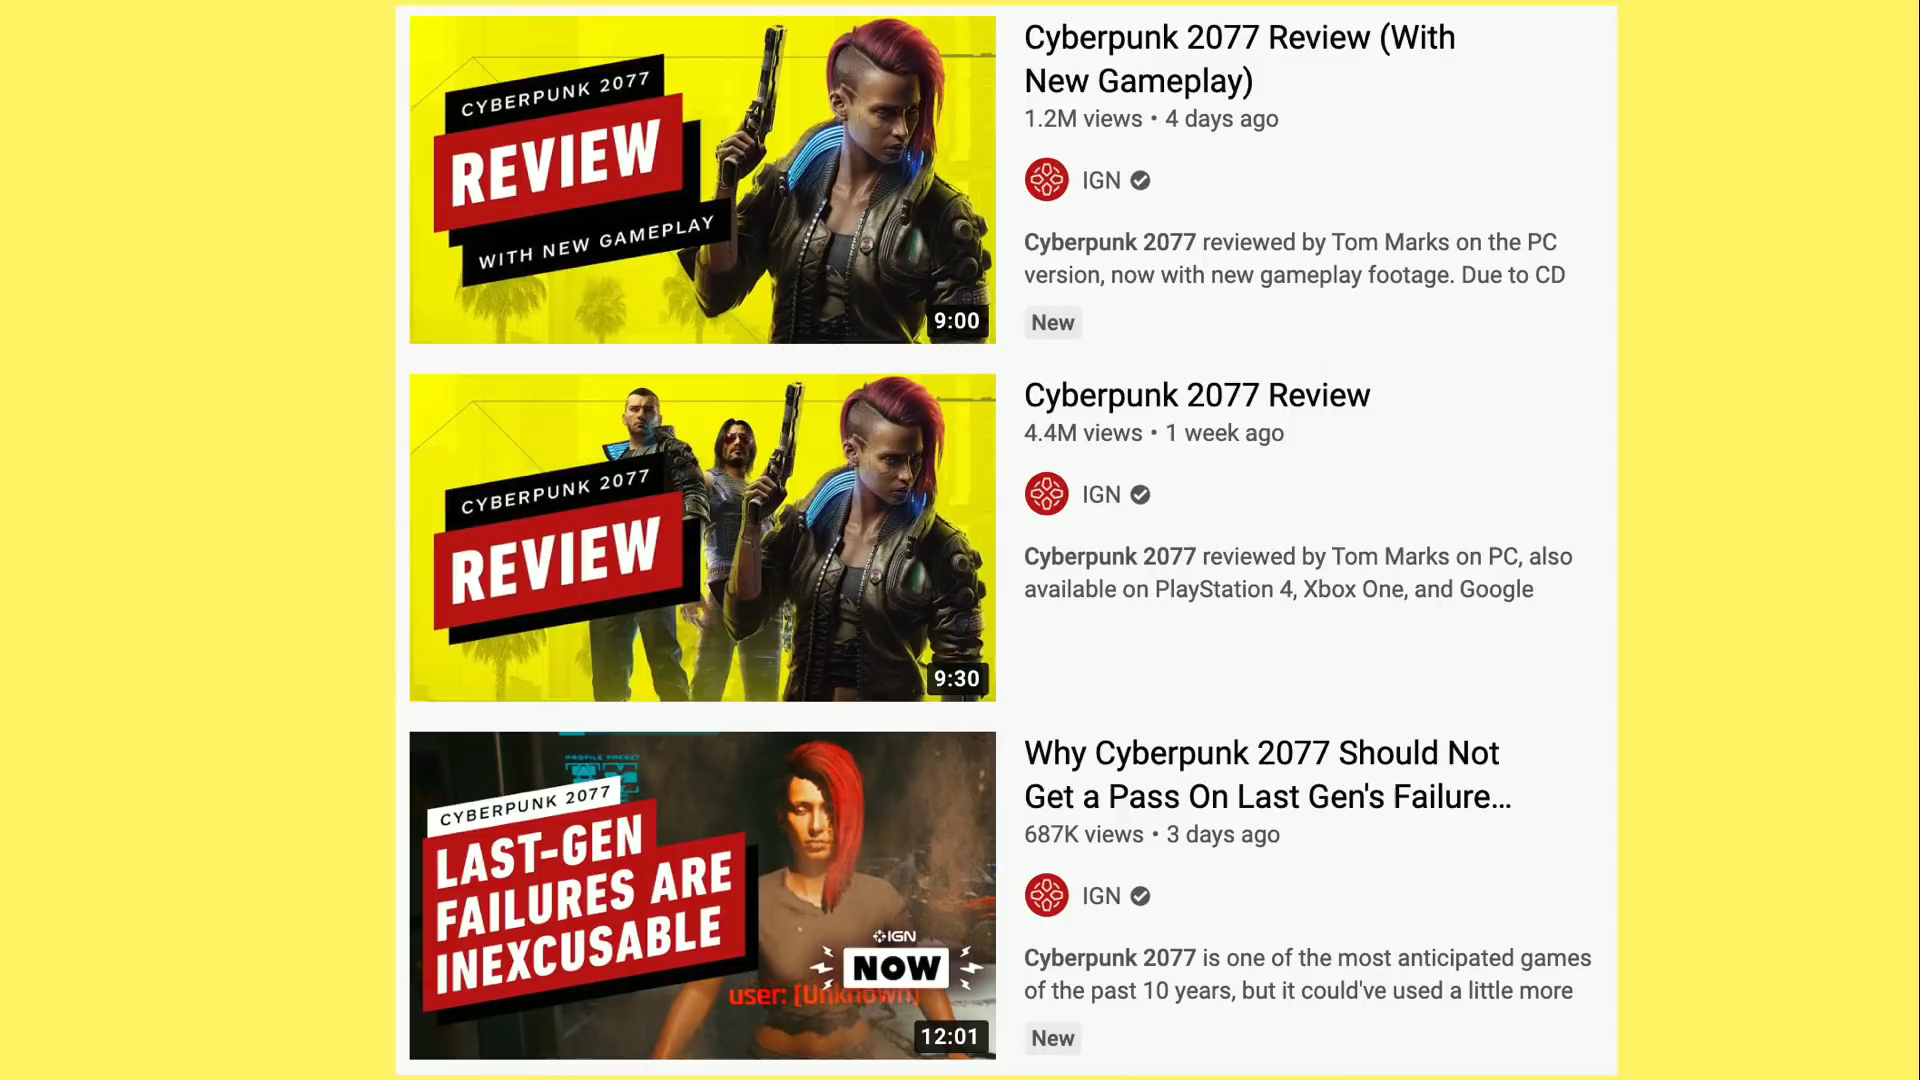 CYBERPUNK 2077
REVIEW
WITH NEW GAMEPLAY
9:00
Cyberpunk 2077 Review (With
New Gameplay)
1.2M views • 4 days ago
IGN
Cyberpunk 2077 reviewed by Tom Marks on the PC
version, now with new gameplay footage. Due to CD
New
CYBERPUNK 2077
REVIEW
9:30
Cyberpunk 2077 Review
4.4M views • 1 week ago
IGN
Cyberpunk 2077 reviewed by Tom Marks on PC, also
available on PlayStation 4, Xbox One, and Google
PROFILE PRESET
CYBERPUNK 2077
LAST-GEN
FAILURES ARE
INEXCUSABLE
IGN
NOW
user: [Unknown]
12:01
Why Cyberpunk 2077 Should Not
Get a Pass On Last Gen's Failure...
687K views • 3 days ago
IGN
Cyberpunk 2077 is one of the most anticipated games
of the past 10 years, but it could've used a little more
New